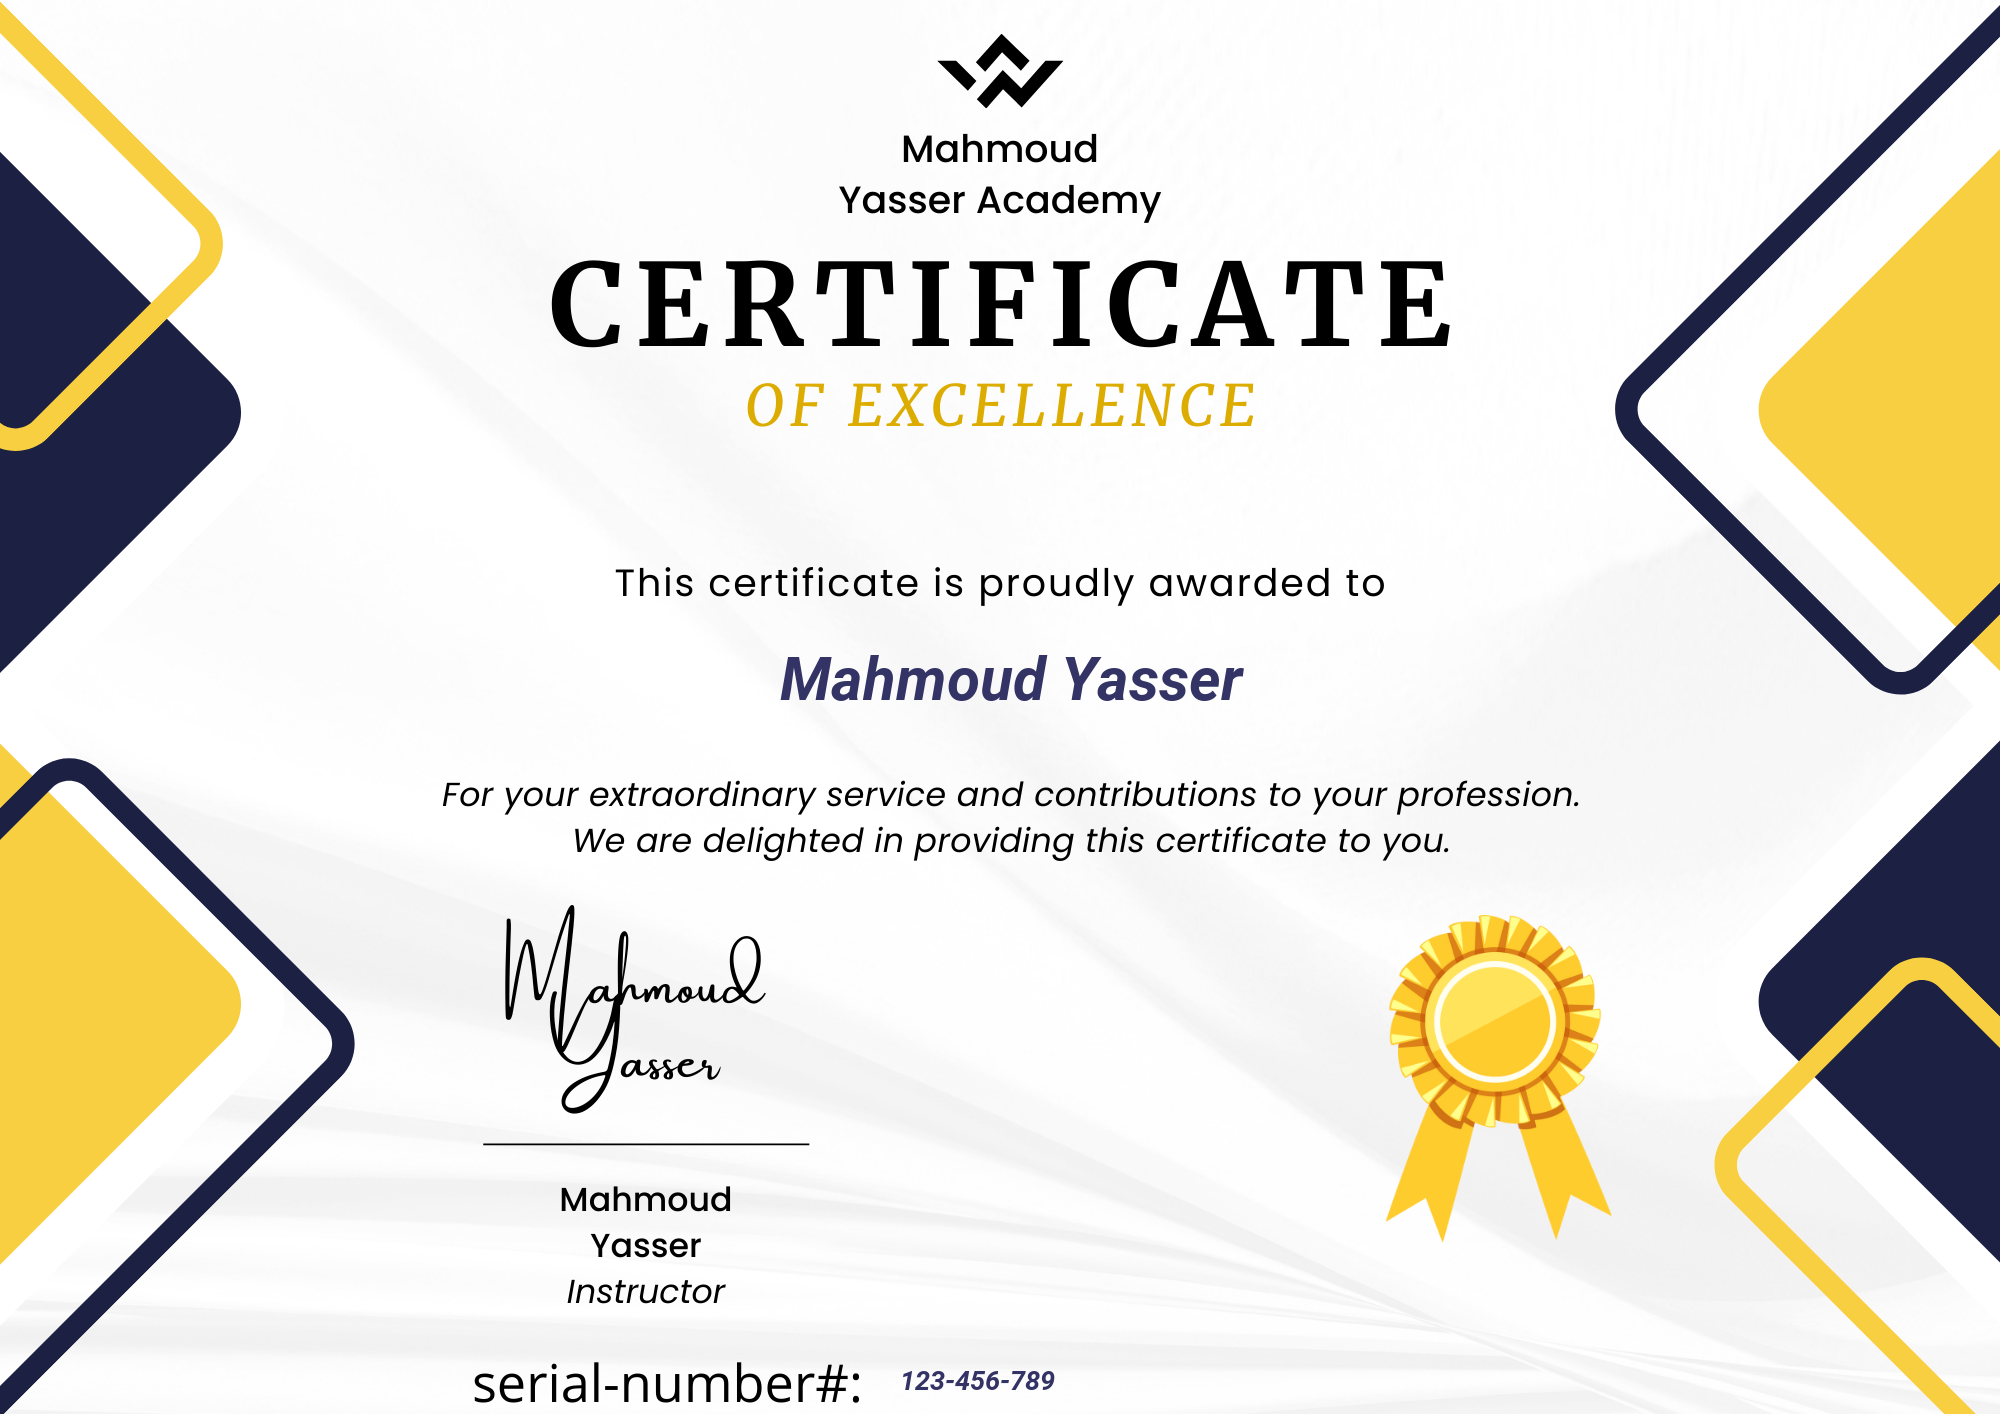 Mahmoud
Yasser Academy
CERTIFICATE
OF EXCELLENCE
This certificate is proudly awarded to
Mahmoud Yasser
For your extraordinary service and contributions to your profession.
We are delighted in providing this certificate to you.
Mahmoud
Yasser
Mahmoud
Yasser
Instructor
serial-number#: 123-456-789